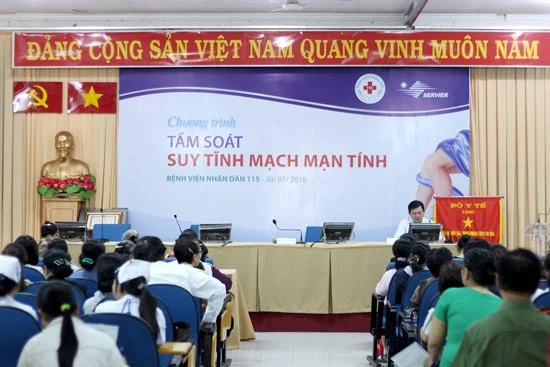 ĐẢNG CỘNG SẢN VIỆT NAM QUANG VINH MUÔN NĂM
SERVIER
Chương trình
TẦM SOÁT
SUY TĨNH MẠCH MẠN TÍNH
BỆNH VIỆN NHÂN DÂN 115 - 30/07/2016
BỘ Y TẾ
TẶNG